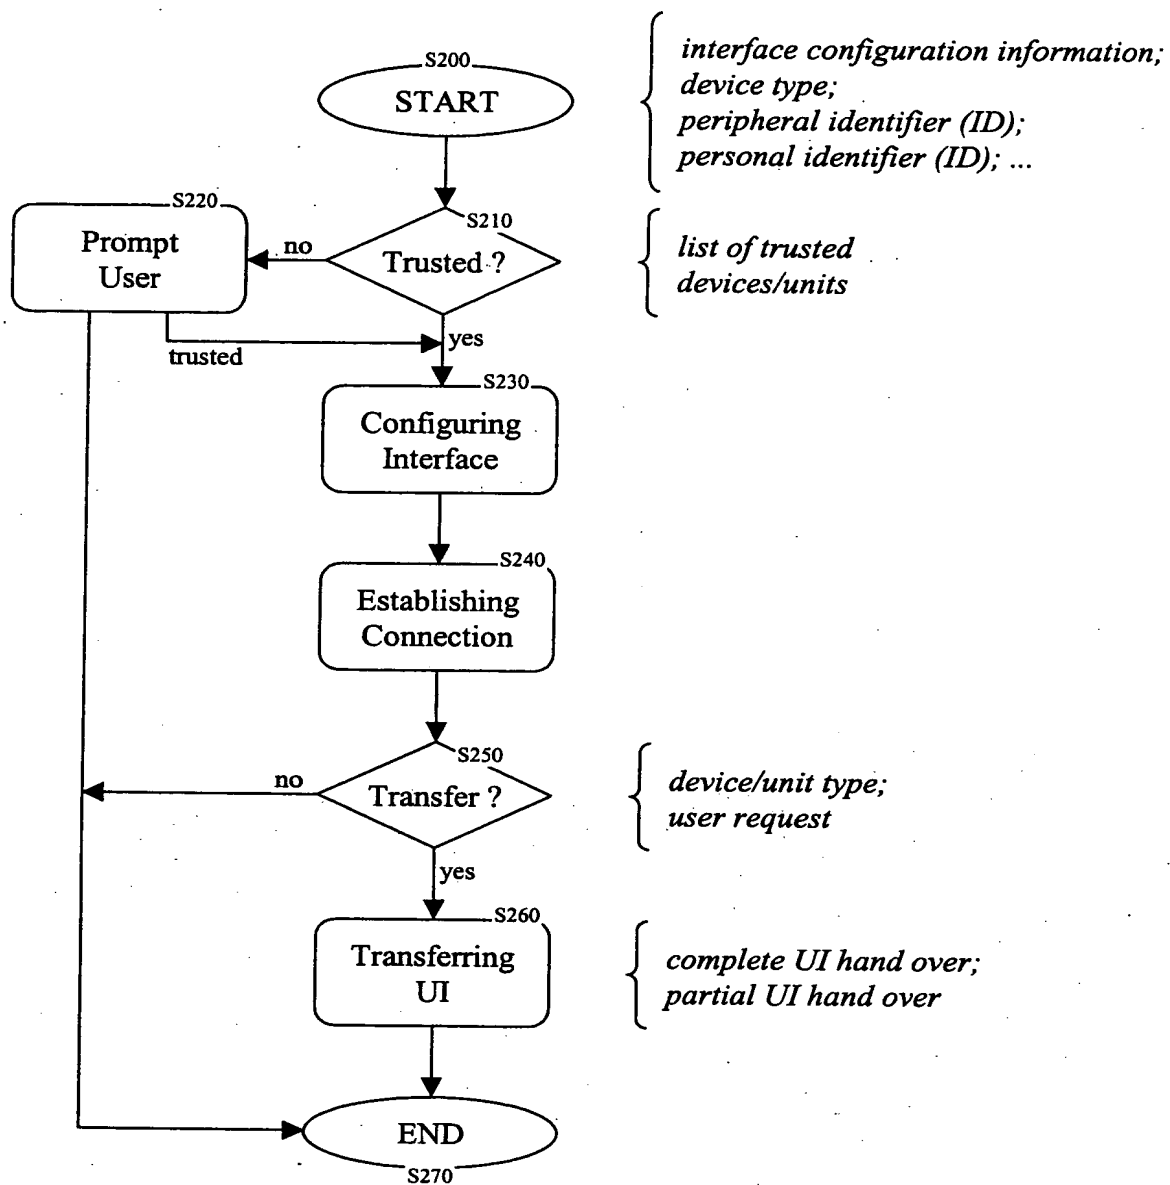 S200
START
interface configuration information;
device type;
peripheral identifier (ID);
personal identifier (ID); ...
S220
Prompt
User
no
S210
Trusted ?
list of trusted
devices/units
trusted
yes
S230
Configuring
Interface
S240
Establishing
Connection
S250
no
Transfer ?
device/unit type;
user request
yes
S260
Transferring
UI
complete UI hand over;
partial UI hand over
END
S270